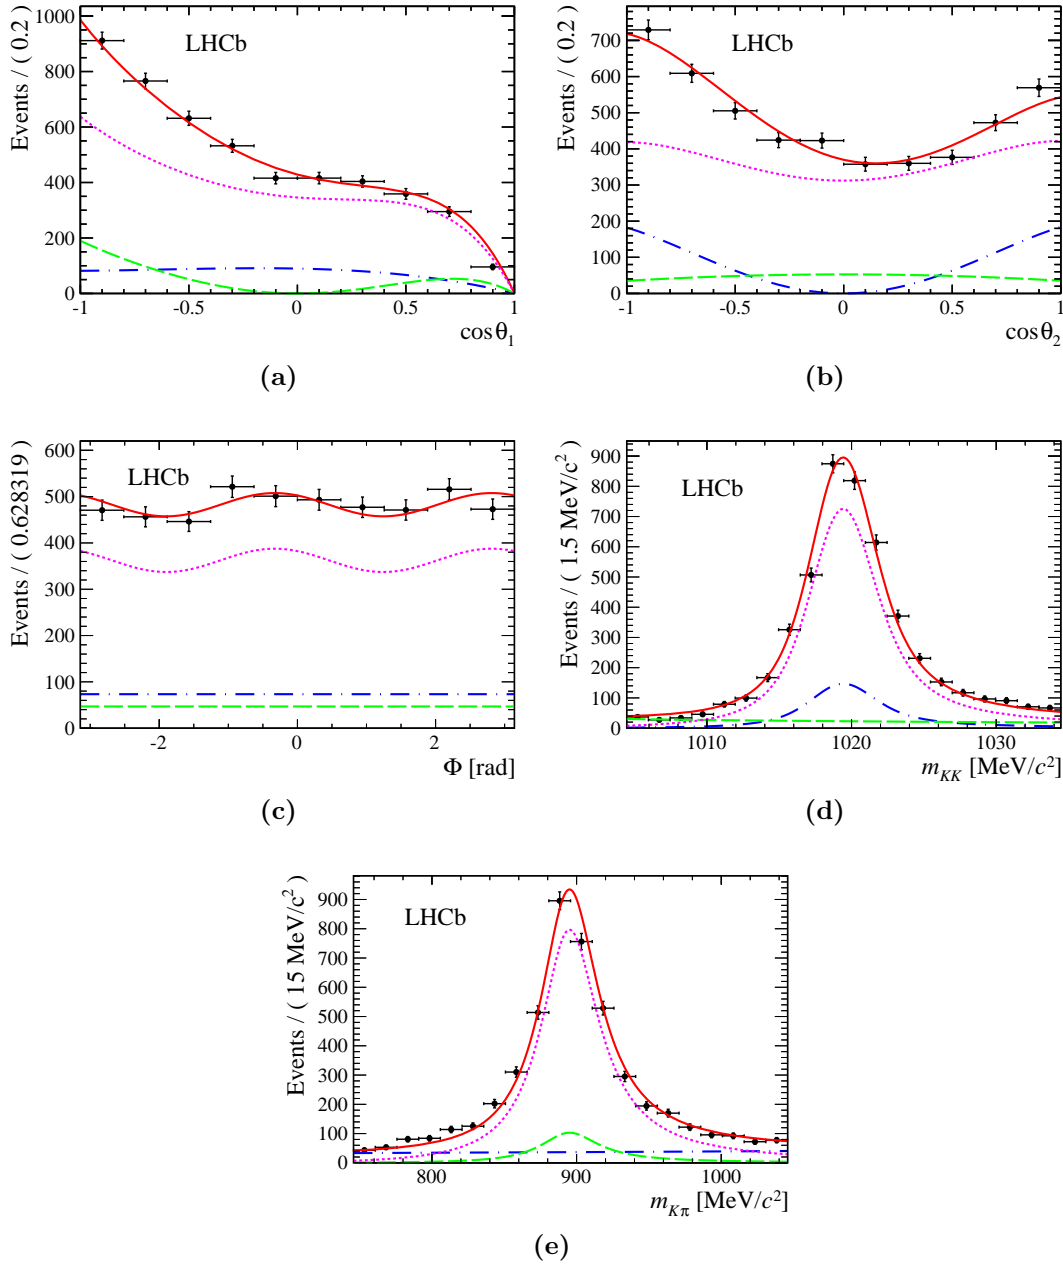 Events / ( 0.2 )
LHCb
1000
800
600
400
200
0
-1 -0.5 0 0.5 1
cosθ₁
(a)
Events / ( 0.2 )
LHCb
700
600
500
400
300
200
100
0
-1 -0.5 0 0.5 1
cosθ₂
(b)
Events / ( 0.628319 )
LHCb
600
500
400
300
200
100
0
-2 0 2
Φ [rad]
(c)
Events / ( 1.5 MeV/c² )
LHCb
900
800
700
600
500
400
300
200
100
0
1010 1020 1030
m_KK [MeV/c²]
(d)
Events / ( 15 MeV/c² )
LHCb
900
800
700
600
500
400
300
200
100
0
800 900 1000
m_Kπ [MeV/c²]
(e)